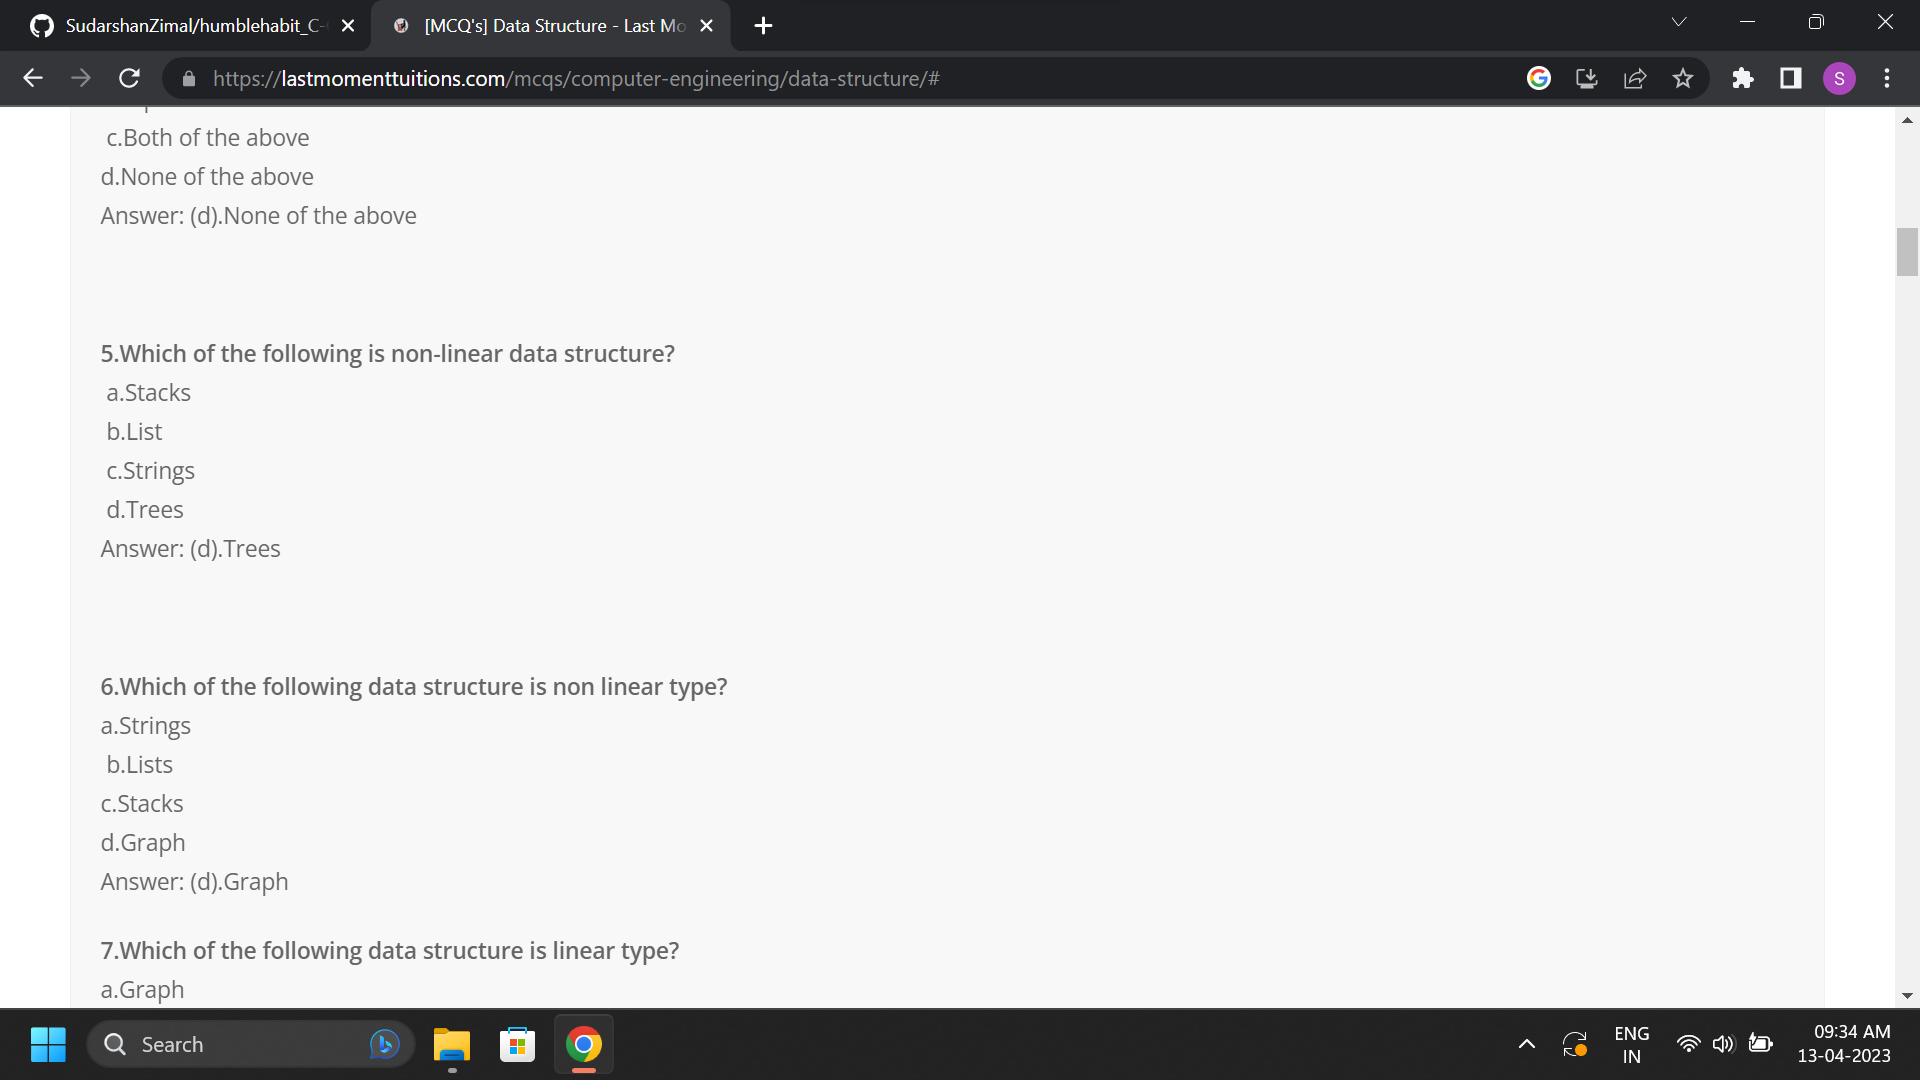 SudarshanZimal/humblehabit_C-
[MCQ's] Data Structure - Last Mo
https://lastmomenttuitions.com/mcqs/computer-engineering/data-structure/#
S
c.Both of the above
d.None of the above
Answer: (d).None of the above
5.Which of the following is non-linear data structure?
a.Stacks
b.List
c.Strings
d.Trees
Answer: (d).Trees
6.Which of the following data structure is non linear type?
a.Strings
b.Lists
c.Stacks
d.Graph
Answer: (d).Graph
7.Which of the following data structure is linear type?
a.Graph
Search
ENG
IN
09:34 AM
13-04-2023